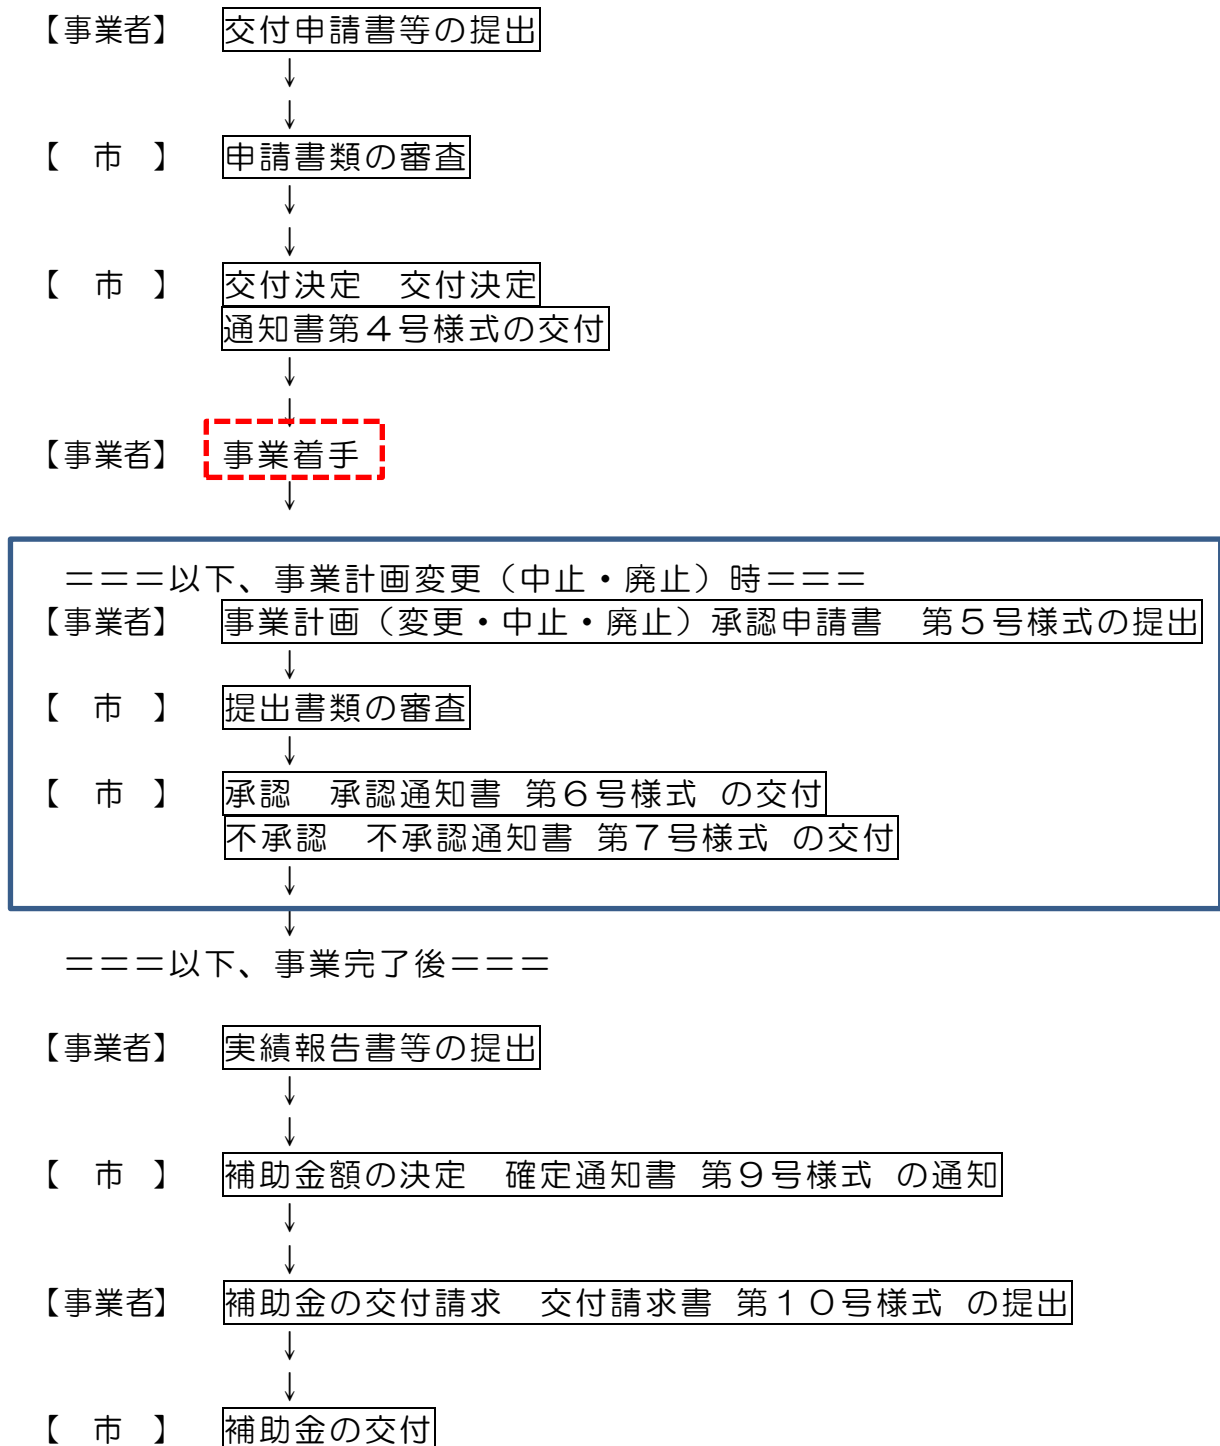 【事業者】　交付申請書等の提出
↓
↓
【　市　】　申請書類の審査
↓
↓
【　市　】　交付決定　交付決定
通知書第４号様式の交付
↓
↓
【事業者】　事業着手
↓
＝＝＝以下、事業計画変更（中止・廃止）時＝＝＝
【事業者】　事業計画（変更・中止・廃止）承認申請書　第５号様式の提出
↓
【　市　】　提出書類の審査
↓
【　市　】　承認　承認通知書 第６号様式 の交付
不承認　不承認通知書 第７号様式 の交付
↓
↓
＝＝＝以下、事業完了後＝＝＝
【事業者】　実績報告書等の提出
↓
↓
【　市　】　補助金額の決定　確定通知書 第９号様式 の通知
↓
↓
【事業者】　補助金の交付請求　交付請求書 第１０号様式 の提出
↓
↓
【　市　】　補助金の交付